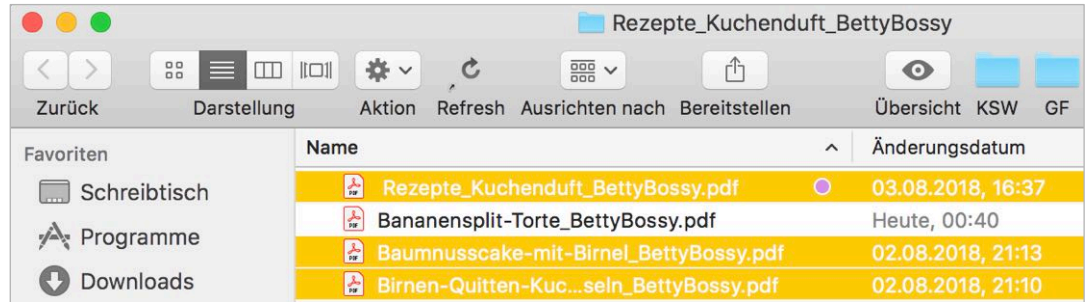 Rezepte_Kuchenduft_BettyBossy
Zurück Darstellung Aktion Refresh Ausrichten nach Bereitstellen Übersicht KSW GF
Favoriten Name Änderungsdatum
Schreibtisch Rezepte_Kuchenduft_BettyBossy.pdf 03.08.2018, 16:37
Bananensplit-Torte_BettyBossy.pdf Heute, 00:40
Programme Baumnusscake-mit-Birnel_BettyBossy.pdf 02.08.2018, 21:13
Downloads Birnen-Quitten-Kuc...seln_BettyBossy.pdf 02.08.2018, 21:10